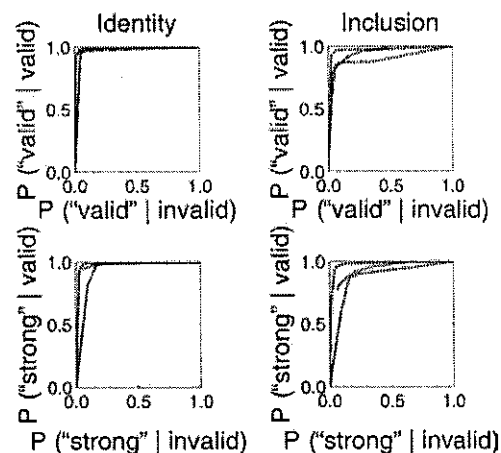 Identity
Inclusion
P ("valid" | valid)
1.0
0.5
0.0
0.0 0.5 1.0
P ("valid" | invalid)
P ("valid" | valid)
1.0
0.5
0.0
0.0 0.5 1.0
P ("valid" | invalid)
P ("strong" | valid)
1.0
0.5
0.0
0.0 0.5 1.0
P ("strong" | invalid)
P ("strong" | valid)
1.0
0.5
0.0
0.0 0.5 1.0
P ("strong" | invalid)